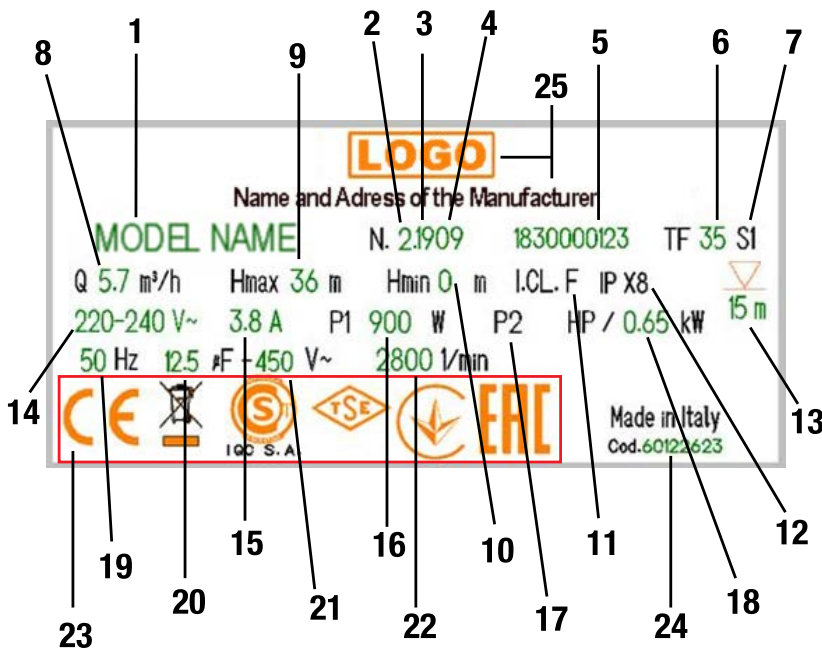 1 2 3 4 5 6 7
8 9 25
LOGO
Name and Adress of the Manufacturer
MODEL NAME N. 2.1909 1830000123 TF 35 S1
Q 5.7 m³/h Hmax 36 m Hmin 0 m I.CL. F IP X8
15 m
220-240 V~ 3.8 A P1 900 W P2 HP / 0.65 kW
50 Hz 12.5 µF - 450 V~ 2800 1/min
14 13
CE S TSE EAC
IQC S.A.
Made in Italy
Cod.60122623
19 15 16 10 11 12
20 21 22 17 18
23 24